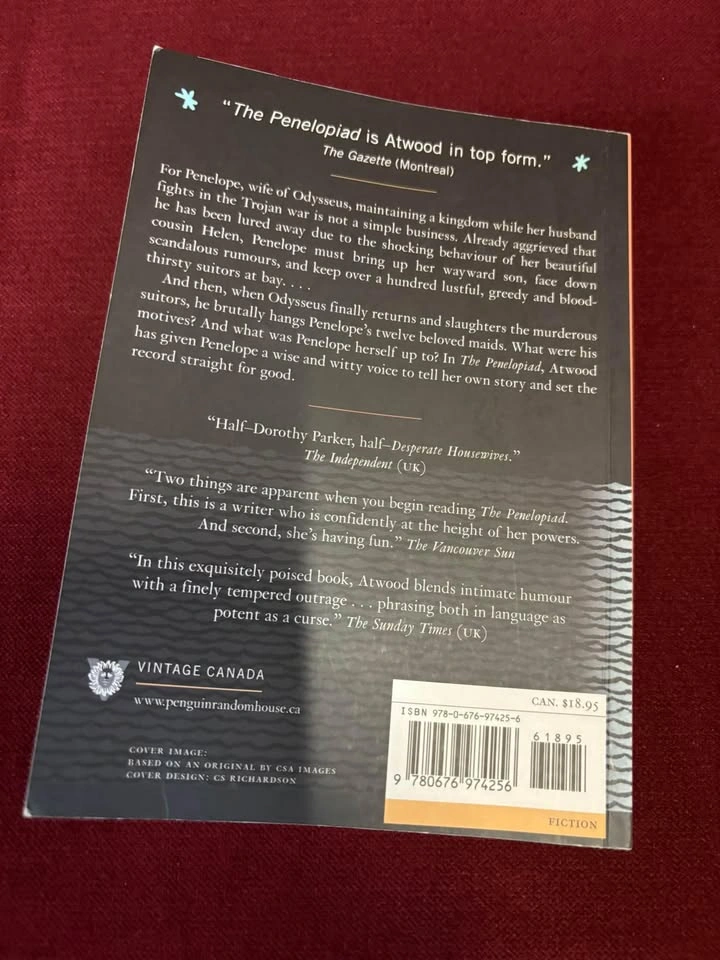 “The Penelopiad is Atwood in top form.”
The Gazette (Montreal)
For Penelope, wife of Odysseus, maintaining a kingdom while her husband
fights in the Trojan war is not a simple business. Already aggrieved that
he has been lured away due to the shocking behaviour of her beautiful
cousin Helen, Penelope must bring up her wayward son, face down
scandalous rumours, and keep over a hundred lustful, greedy and blood-
thirsty suitors at bay. . . .
And then, when Odysseus finally returns and slaughters the murderous
suitors, he brutally hangs Penelope’s twelve beloved maids. What were his
motives? And what was Penelope herself up to? In The Penelopiad, Atwood
has given Penelope a wise and witty voice to tell her own story and set the
record straight for good.
“Half–Dorothy Parker, half–Desperate Housewives.”
The Independent (UK)
“Two things are apparent when you begin reading The Penelopiad.
First, this is a writer who is confidently at the height of her powers.
And second, she’s having fun.” The Vancouver Sun
“In this exquisitely poised book, Atwood blends intimate humour
with a finely tempered outrage . . . phrasing both in language as
potent as a curse.” The Sunday Times (UK)
VINTAGE CANADA
www.penguinrandomhouse.ca
COVER IMAGE:
BASED ON AN ORIGINAL BY CSA IMAGES
COVER DESIGN: CS RICHARDSON
CAN. $18.95
ISBN 978-0-676-97425-6
61895
9 780676 974256
FICTION